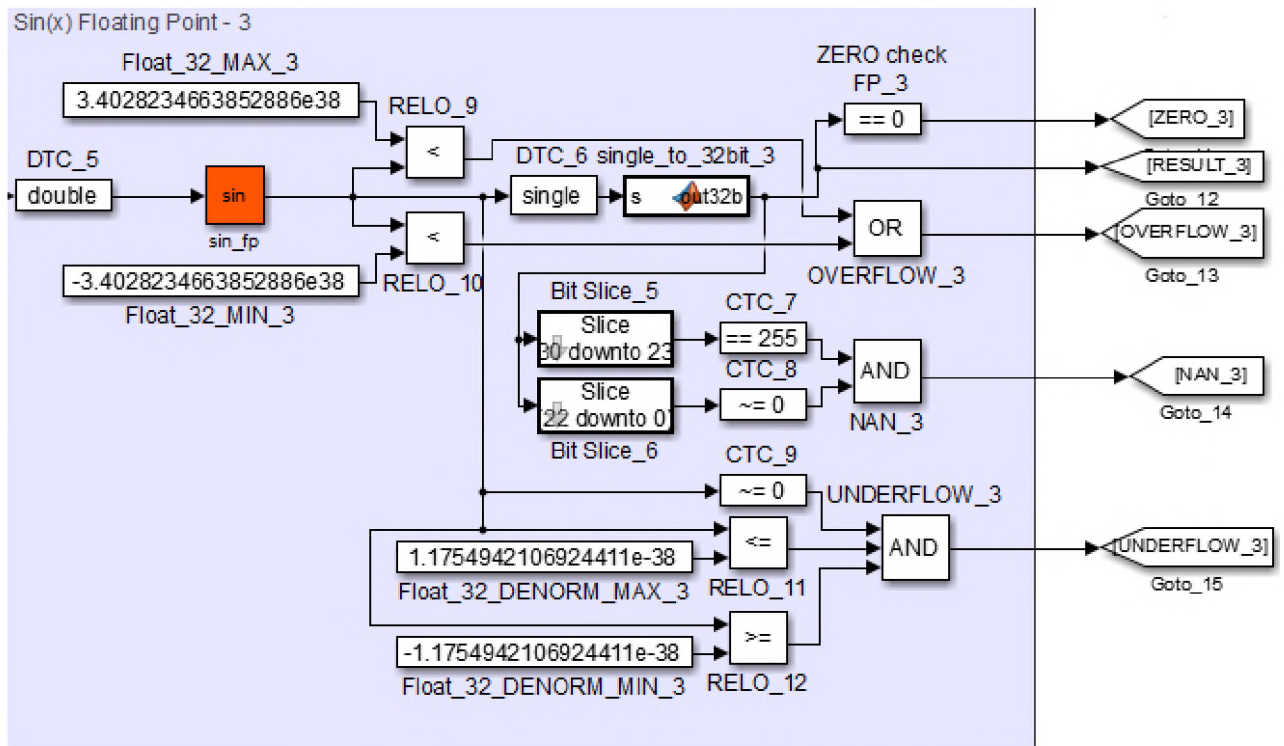 Sin(x) Floating Point - 3
Float_32_MAX_3
3.4028234663852886e38
RELO_9
<
ZERO check
FP_3
== 0
[ZERO_3]
DTC_5
double
sin
sin_fp
DTC_6
single
single_to_32bit_3
s
out32b
[RESULT_3]
Goto_12
<
RELO_10
-3.4028234663852886e38
Float_32_MIN_3
OR
OVERFLOW_3
[OVERFLOW_3]
Goto_13
Bit Slice_5
Slice
30 downto 23
CTC_7
== 255
CTC_8
~= 0
Slice
22 downto 0
Bit Slice_6
AND
NAN_3
[NAN_3]
Goto_14
CTC_9
~= 0
UNDERFLOW_3
<=
RELO_11
1.1754942106924411e-38
Float_32_DENORM_MAX_3
AND
[UNDERFLOW_3]
Goto_15
>=
RELO_12
-1.1754942106924411e-38
Float_32_DENORM_MIN_3